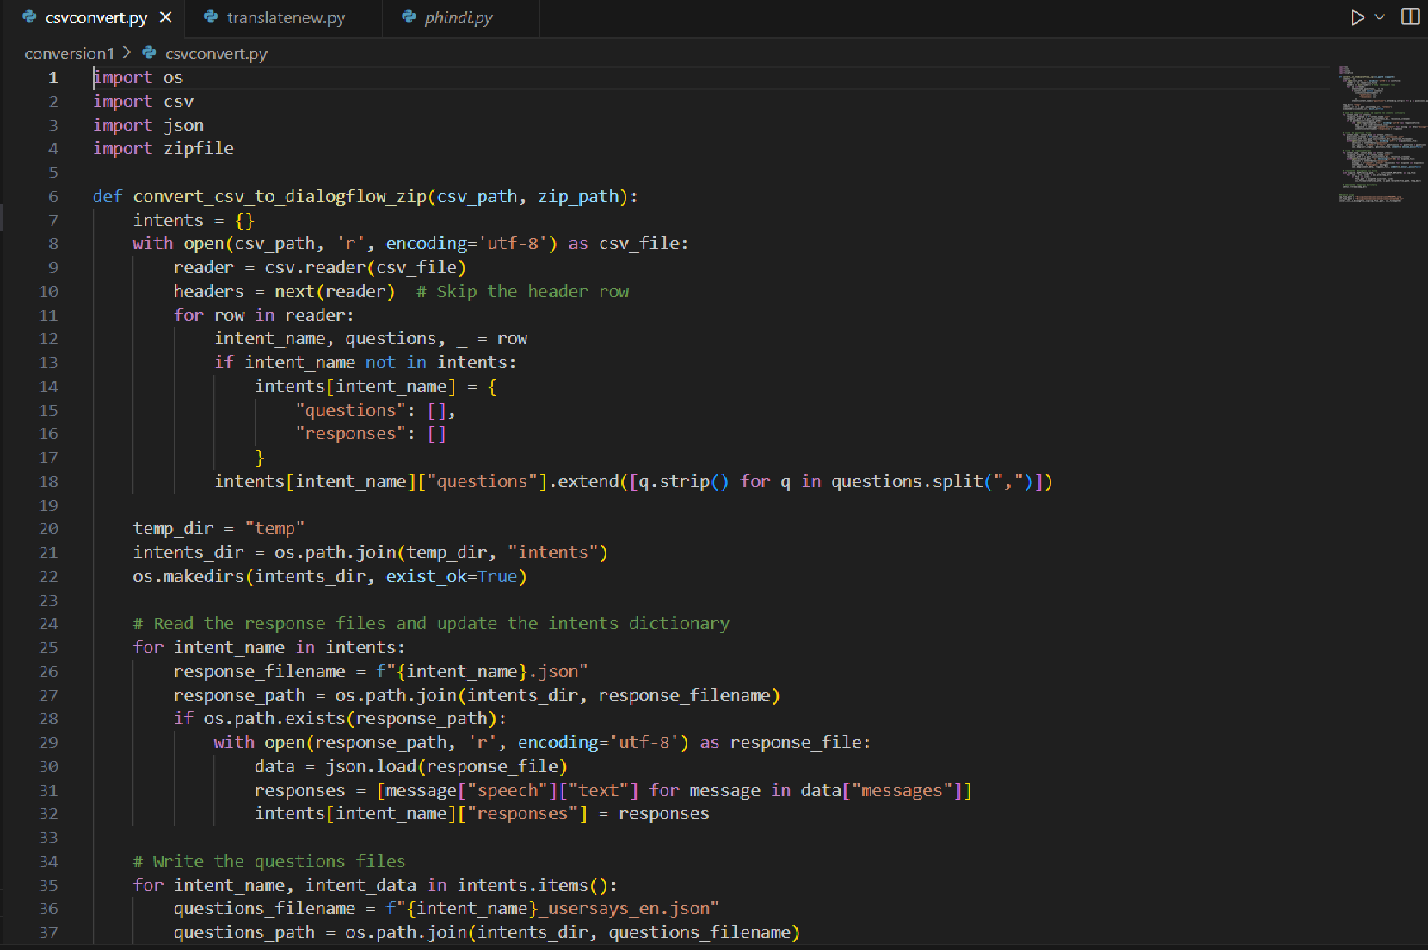 csvconvert.py
translatenew.py
phindi.py
conversion1 > csvconvert.py
1 import os
2 import csv
3 import json
4 import zipfile
5
6 def convert_csv_to_dialogflow_zip(csv_path, zip_path):
7     intents = {}
8     with open(csv_path, 'r', encoding='utf-8') as csv_file:
9         reader = csv.reader(csv_file)
10         headers = next(reader)  # Skip the header row
11         for row in reader:
12             intent_name, questions, _ = row
13             if intent_name not in intents:
14                 intents[intent_name] = {
15                     "questions": [],
16                     "responses": []
17                 }
18             intents[intent_name]["questions"].extend([q.strip() for q in questions.split(",")])
19
20     temp_dir = "temp"
21     intents_dir = os.path.join(temp_dir, "intents")
22     os.makedirs(intents_dir, exist_ok=True)
23
24     # Read the response files and update the intents dictionary
25     for intent_name in intents:
26         response_filename = f"{intent_name}.json"
27         response_path = os.path.join(intents_dir, response_filename)
28         if os.path.exists(response_path):
29             with open(response_path, 'r', encoding='utf-8') as response_file:
30                 data = json.load(response_file)
31                 responses = [message["speech"]["text"] for message in data["messages"]]
32                 intents[intent_name]["responses"] = responses
33
34     # Write the questions files
35     for intent_name, intent_data in intents.items():
36         questions_filename = f"{intent_name}_usersays_en.json"
37         questions_path = os.path.join(intents_dir, questions_filename)